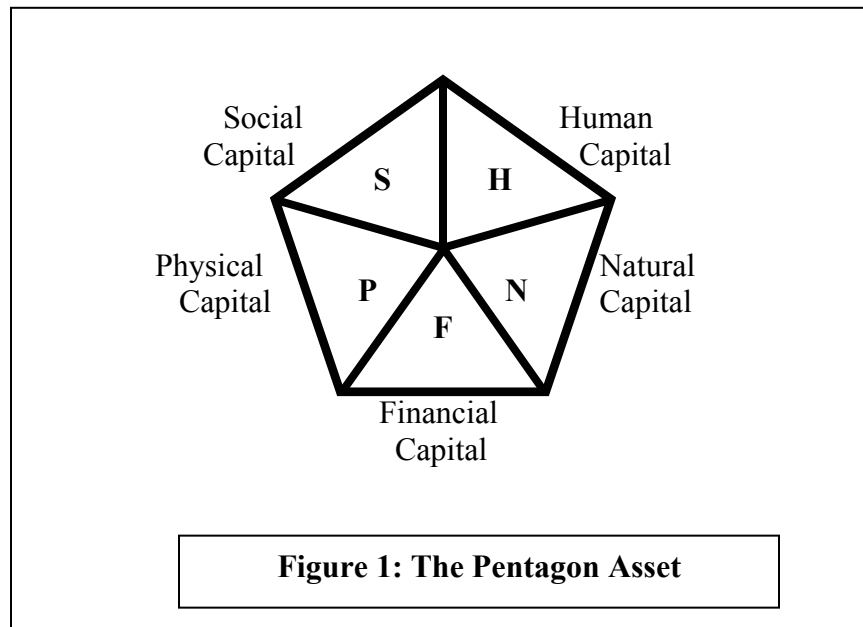 Social
Capital
Human
Capital
S
H
Physical
Capital
Natural
Capital
P
N
F
Financial
Capital
Figure 1: The Pentagon Asset